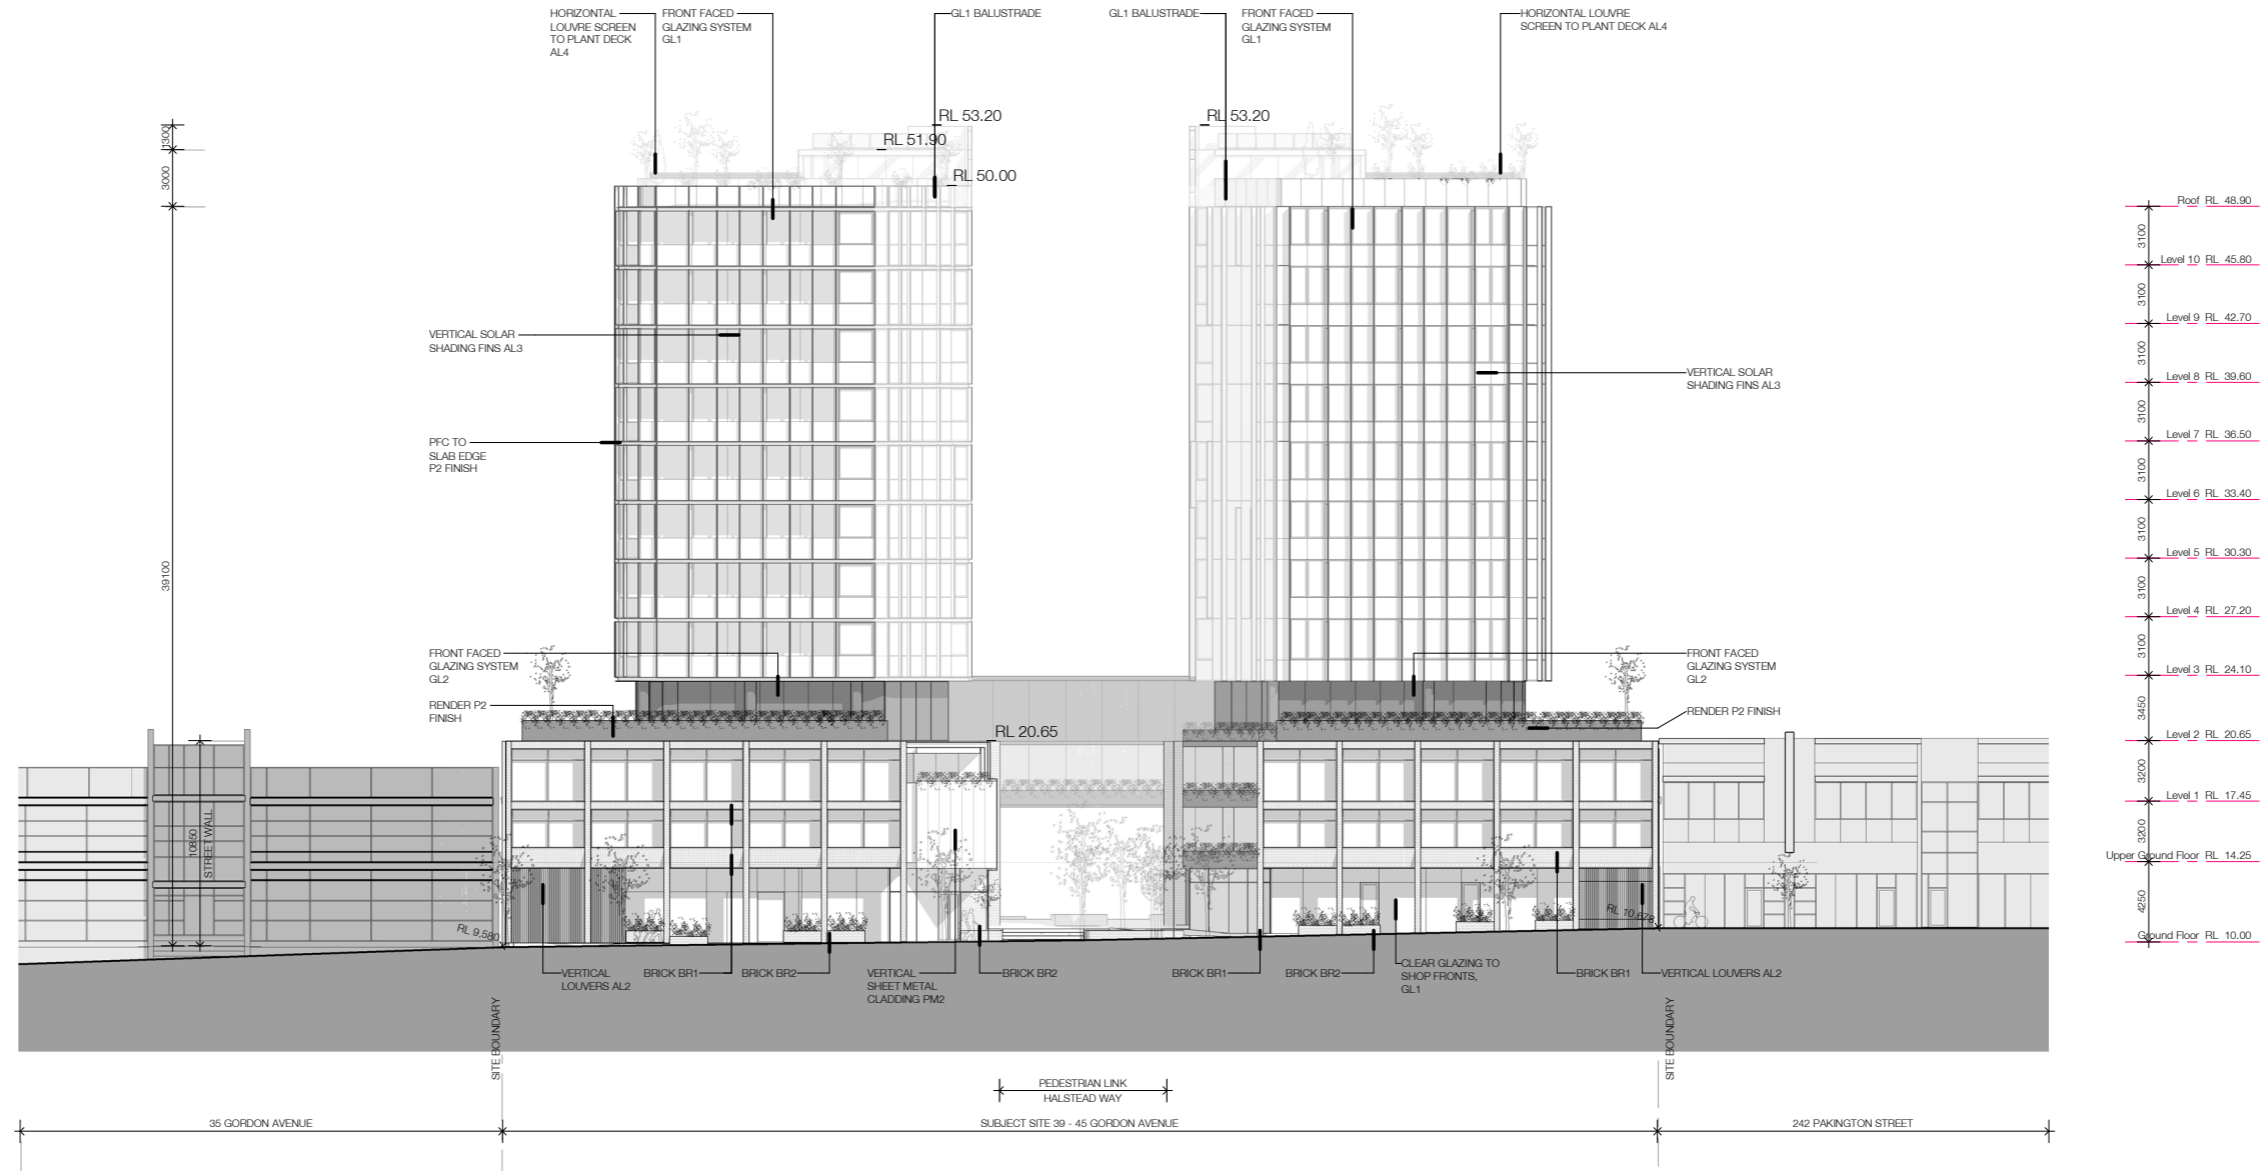 HORIZONTAL
LOUVRE SCREEN
TO PLANT DECK
AL4
FRONT FACED
GLAZING SYSTEM
GL1
GL1 BALUSTRADE
GL1 BALUSTRADE
FRONT FACED
GLAZING SYSTEM
GL1
HORIZONTAL LOUVRE
SCREEN TO PLANT DECK AL4
1300
3000
39100
RL 53.20
RL 51.90
RL 50.00
RL 53.20
VERTICAL SOLAR
SHADING FINS AL3
PFC TO
SLAB EDGE
P2 FINISH
FRONT FACED
GLAZING SYSTEM
GL2
RENDER P2
FINISH
VERTICAL SOLAR
SHADING FINS AL3
FRONT FACED
GLAZING SYSTEM
GL2
RENDER P2 FINISH
RL 20.65
10850
STREET WALL
RL 9,580
RL 10,678
Roof RL 48.90
3100
Level 10 RL 45.80
3100
Level 9 RL 42.70
3100
Level 8 RL 39.60
3100
Level 7 RL 36.50
3100
Level 6 RL 33.40
3100
Level 5 RL 30.30
3100
Level 4 RL 27.20
3100
Level 3 RL 24.10
3450
Level 2 RL 20.65
3200
Level 1 RL 17.45
3200
Upper Ground Floor RL 14.25
4250
Ground Floor RL 10.00
VERTICAL
LOUVERS AL2
BRICK BR1
BRICK BR2
VERTICAL
SHEET METAL
CLADDING PM2
BRICK BR2
BRICK BR1
BRICK BR2
CLEAR GLAZING TO
SHOP FRONTS,
GL1
BRICK BR1
VERTICAL LOUVERS AL2
SITE BOUNDARY
SITE BOUNDARY
PEDESTRIAN LINK
HALSTEAD WAY
35 GORDON AVENUE
SUBJECT SITE 39 - 45 GORDON AVENUE
242 PAKINGTON STREET